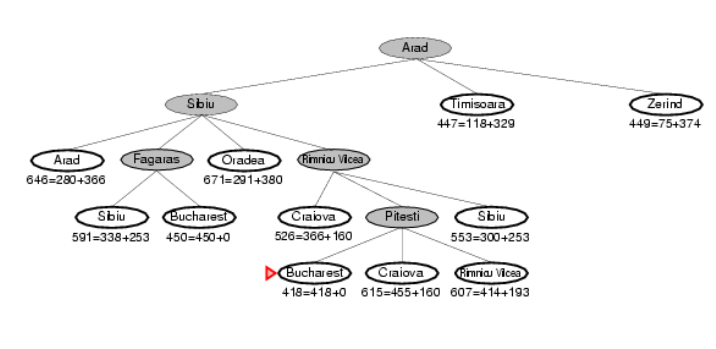 Arad
Sibiu
Timisoara
Zerind
447=118+329
449=75+374
Arad
Fagaras
Oradea
Rimnicu Vilcea
646=280+366
671=291+380
Sibiu
Bucharest
Craiova
Pitesti
Sibiu
591=338+253
450=450+0
526=366+160
553=300+253
Bucharest
Craiova
Rimnicu Vilcea
418=418+0
615=455+160
607=414+193